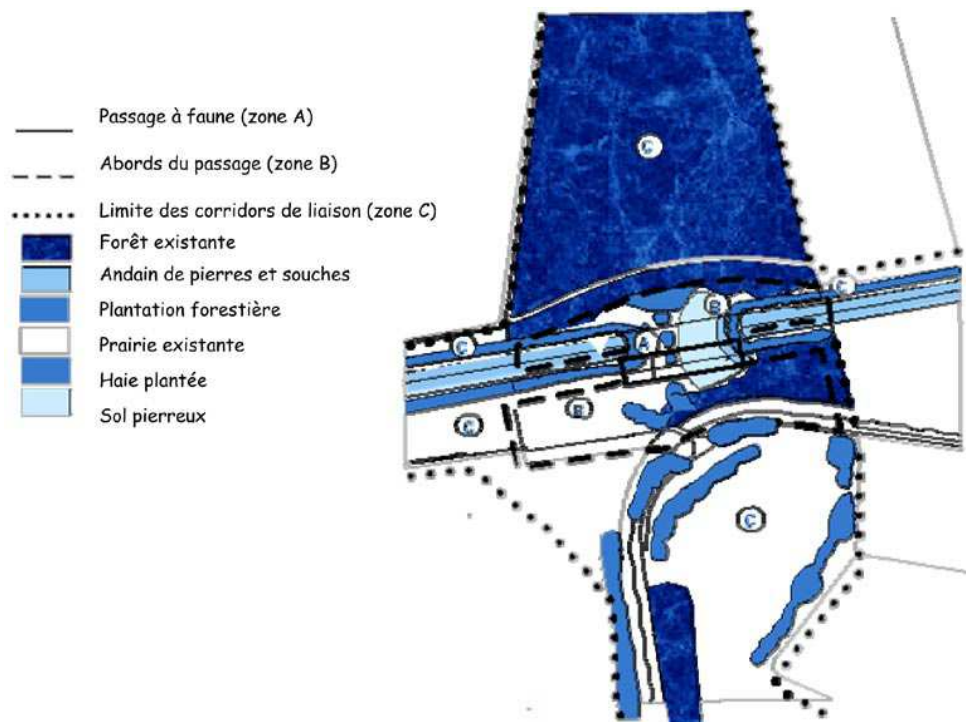 Passage à faune (zone A)
Abords du passage (zone B)
Limite des corridors de liaison (zone C)
Forêt existante
Andain de pierres et souches
Plantation forestière
Prairie existante
Haie plantée
Sol pierreux
C
B
C
C
A
B
C
C